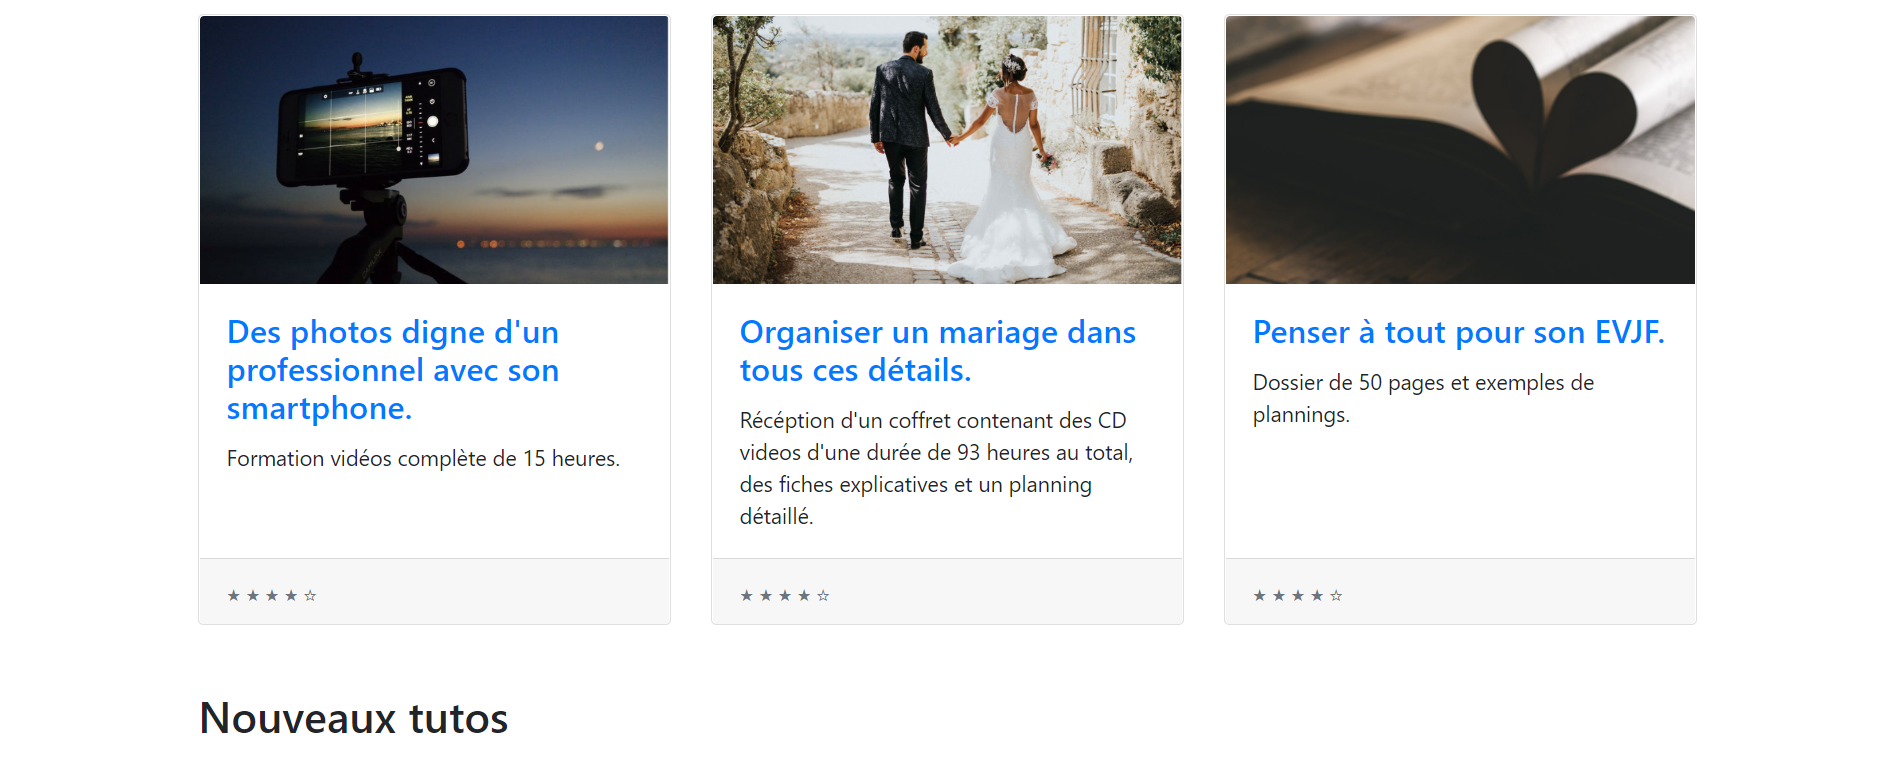 Des photos digne d'un
professionnel avec son
smartphone.
Formation vidéos complète de 15 heures.
★ ★ ★ ★ ☆
Organiser un mariage dans
tous ces détails.
Récéption d'un coffret contenant des CD
videos d'une durée de 93 heures au total,
des fiches explicatives et un planning
détaillé.
★ ★ ★ ★ ☆
Penser à tout pour son EVJF.
Dossier de 50 pages et exemples de
plannings.
★ ★ ★ ★ ☆
Nouveaux tutos